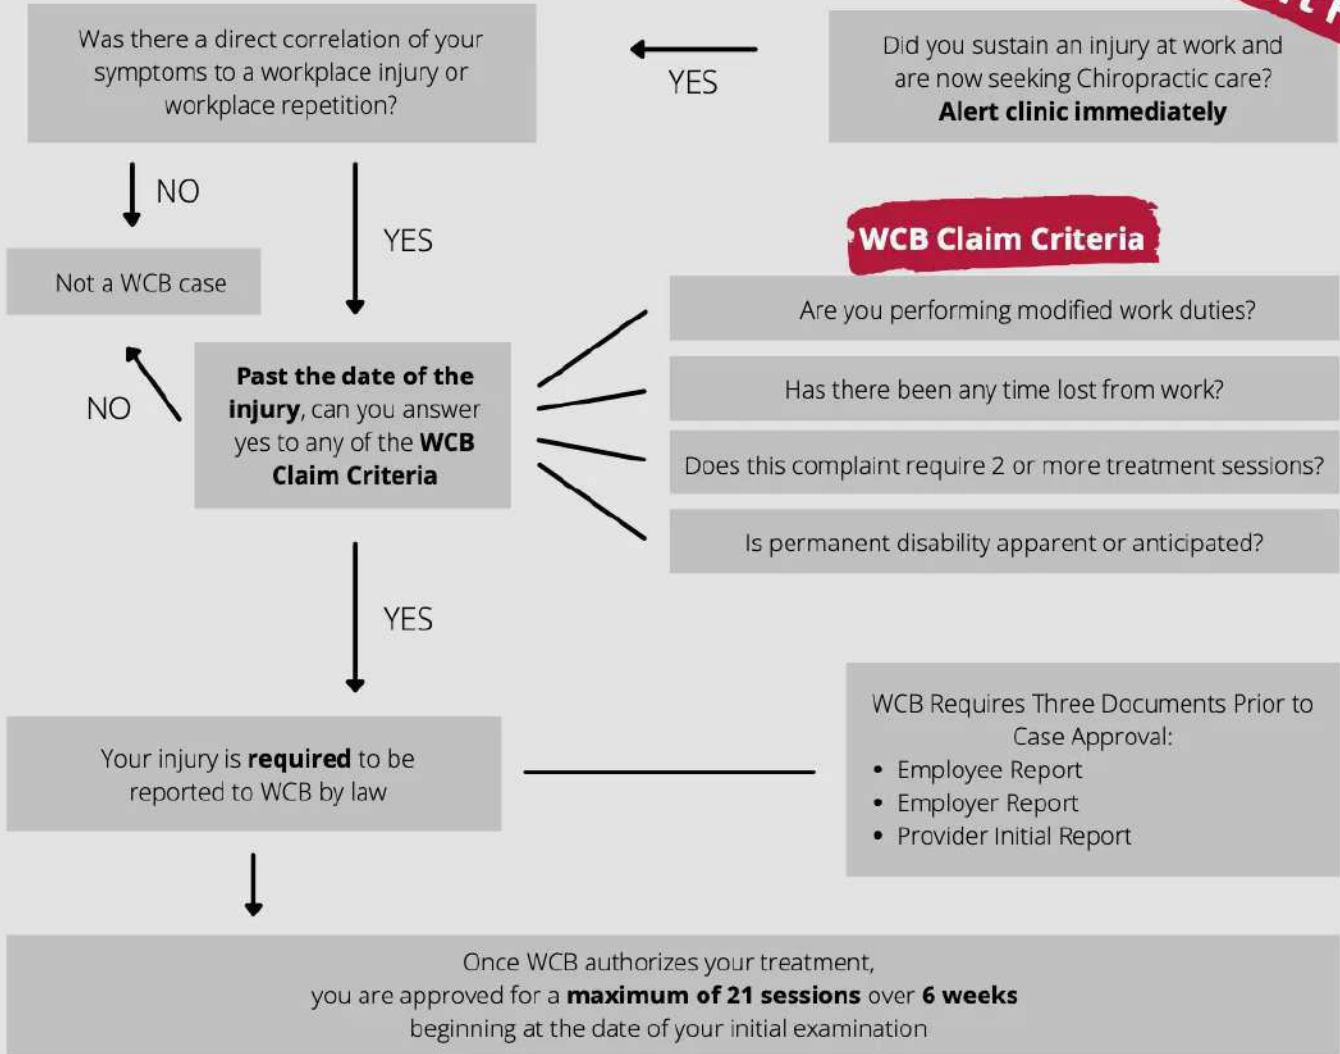 Did you sustain an injury at work and
are now seeking Chiropractic care?
Alert clinic immediately
YES
Was there a direct correlation of your
symptoms to a workplace injury or
workplace repetition?
NO
YES
Not a WCB case
WCB Claim Criteria
Past the date of the
injury, can you answer
yes to any of the WCB
Claim Criteria
NO
Are you performing modified work duties?
Has there been any time lost from work?
Does this complaint require 2 or more treatment sessions?
Is permanent disability apparent or anticipated?
YES
Your injury is required to be
reported to WCB by law
WCB Requires Three Documents Prior to
Case Approval:
• Employee Report
• Employer Report
• Provider Initial Report
Once WCB authorizes your treatment,
you are approved for a maximum of 21 sessions over 6 weeks
beginning at the date of your initial examination